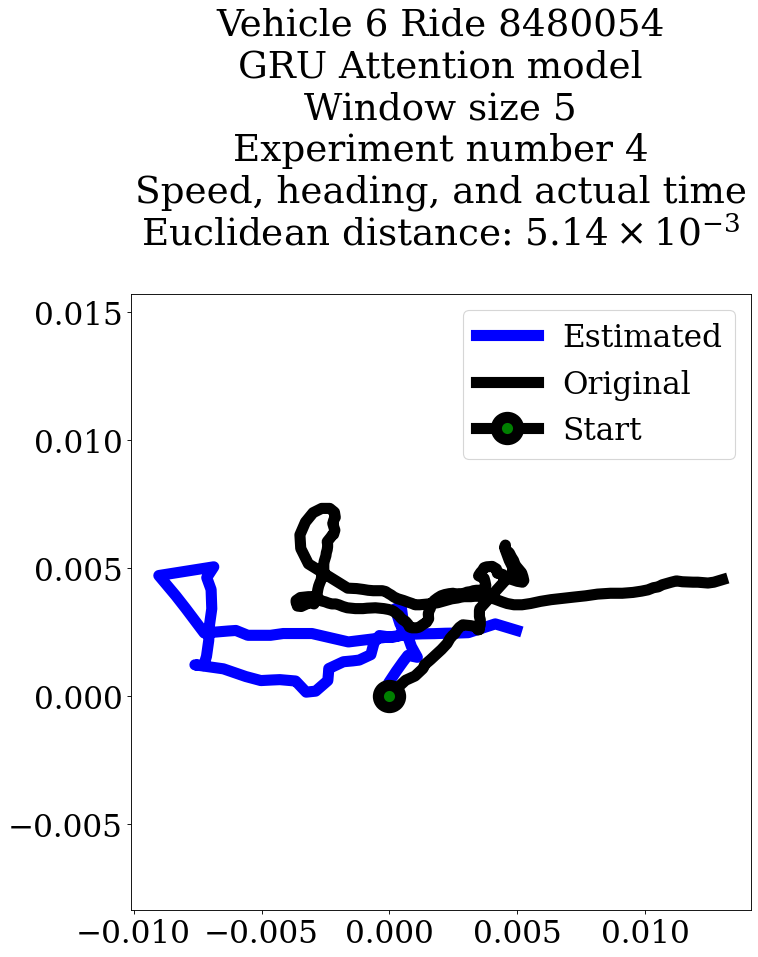 Vehicle 6 Ride 8480054
GRU Attention model
Window size 5
Experiment number 4
Speed, heading, and actual time
Euclidean distance: 5.14 × 10⁻³
Estimated
Original
Start
0.015
0.010
0.005
0.000
−0.005
−0.010 −0.005 0.000 0.005 0.010